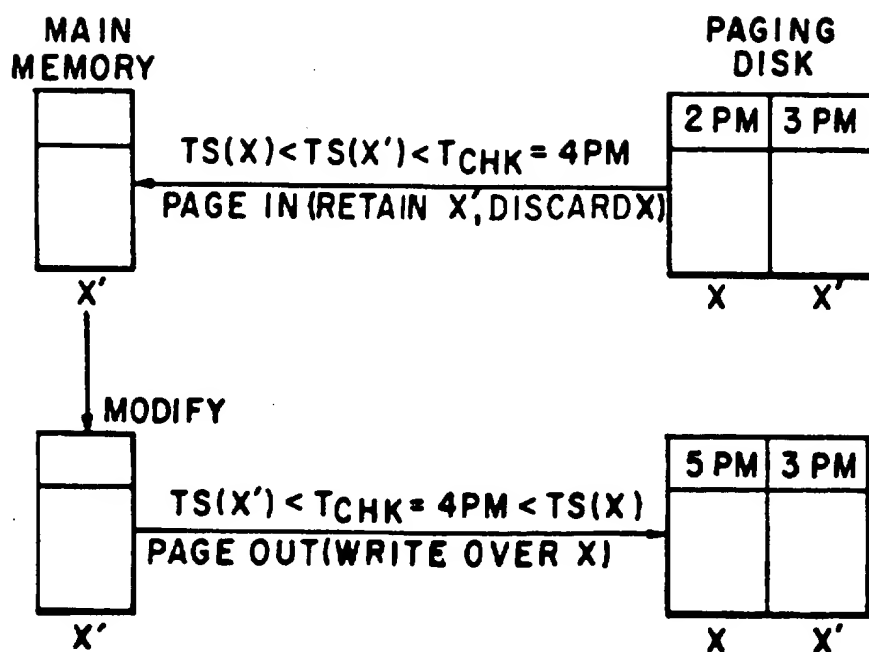 MAIN
MEMORY
PAGING
DISK
2 PM 3 PM
TS(X)<TS(X')<TCHK=4PM
PAGE IN(RETAIN X',DISCARDX)
X'
X X'
MODIFY
5 PM 3 PM
TS(X')<TCHK=4PM<TS(X)
PAGE OUT(WRITE OVER X)
X'
X X'